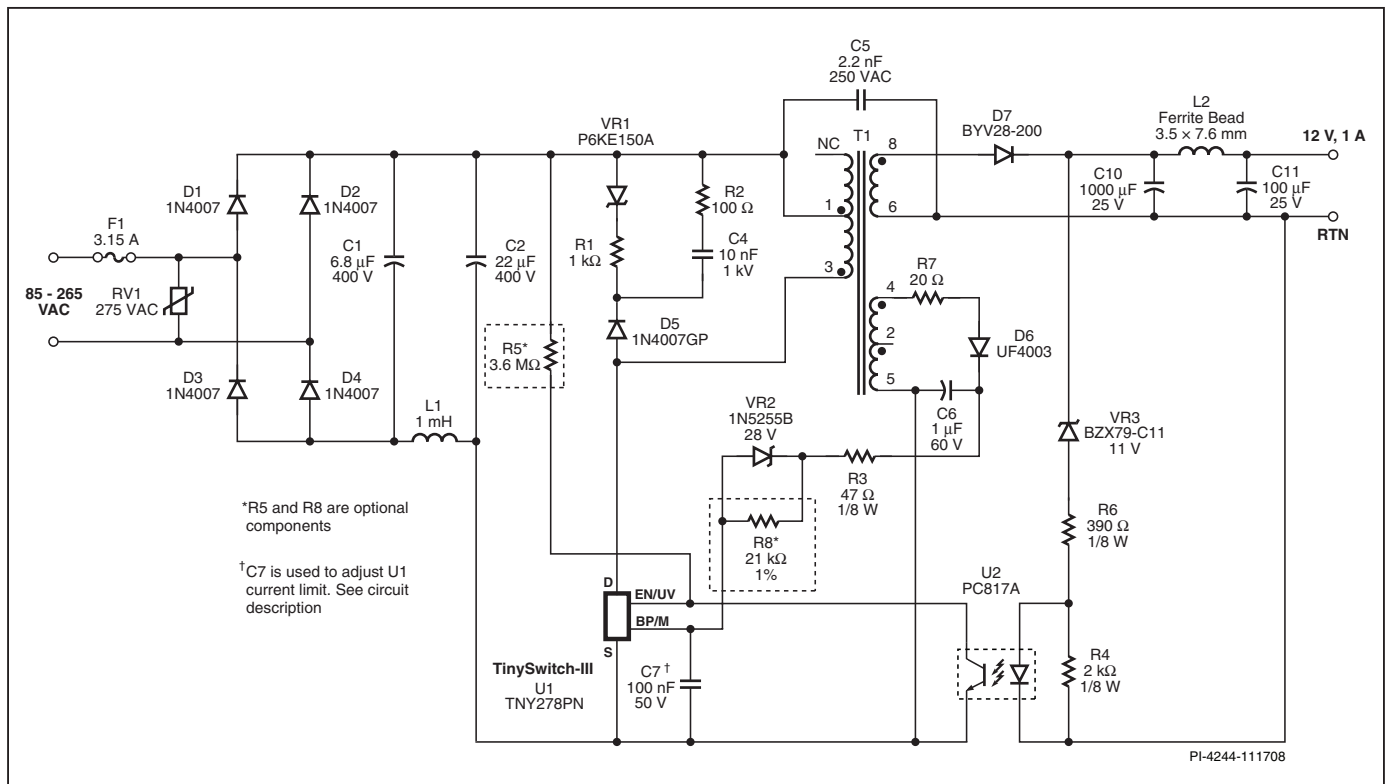 C5
2.2 nF
250 VAC
D7
BYV28-200
L2
Ferrite Bead
3.5 × 7.6 mm
12 V, 1 A
VR1
P6KE150A
NC
T1
8
C10
1000 µF
25 V
C11
100 µF
25 V
D1
1N4007
D2
1N4007
R2
100 Ω
1
6
RTN
F1
3.15 A
C1
6.8 µF
400 V
C2
22 µF
400 V
R1
1 kΩ
C4
10 nF
1 kV
3
R7
20 Ω
85 - 265
VAC
RV1
275 VAC
4
D5
1N4007GP
2
D6
UF4003
R5*
3.6 MΩ
D3
1N4007
D4
1N4007
5
L1
1 mH
VR2
1N5255B
28 V
C6
1 µF
60 V
VR3
BZX79-C11
11 V
R3
47 Ω
1/8 W
*R5 and R8 are optional
components
R8*
21 kΩ
1%
R6
390 Ω
1/8 W
†C7 is used to adjust U1
current limit. See circuit
description
D
EN/UV
BP/M
S
U2
PC817A
TinySwitch-III
U1
TNY278PN
C7 †
100 nF
50 V
R4
2 kΩ
1/8 W
PI-4244-111708